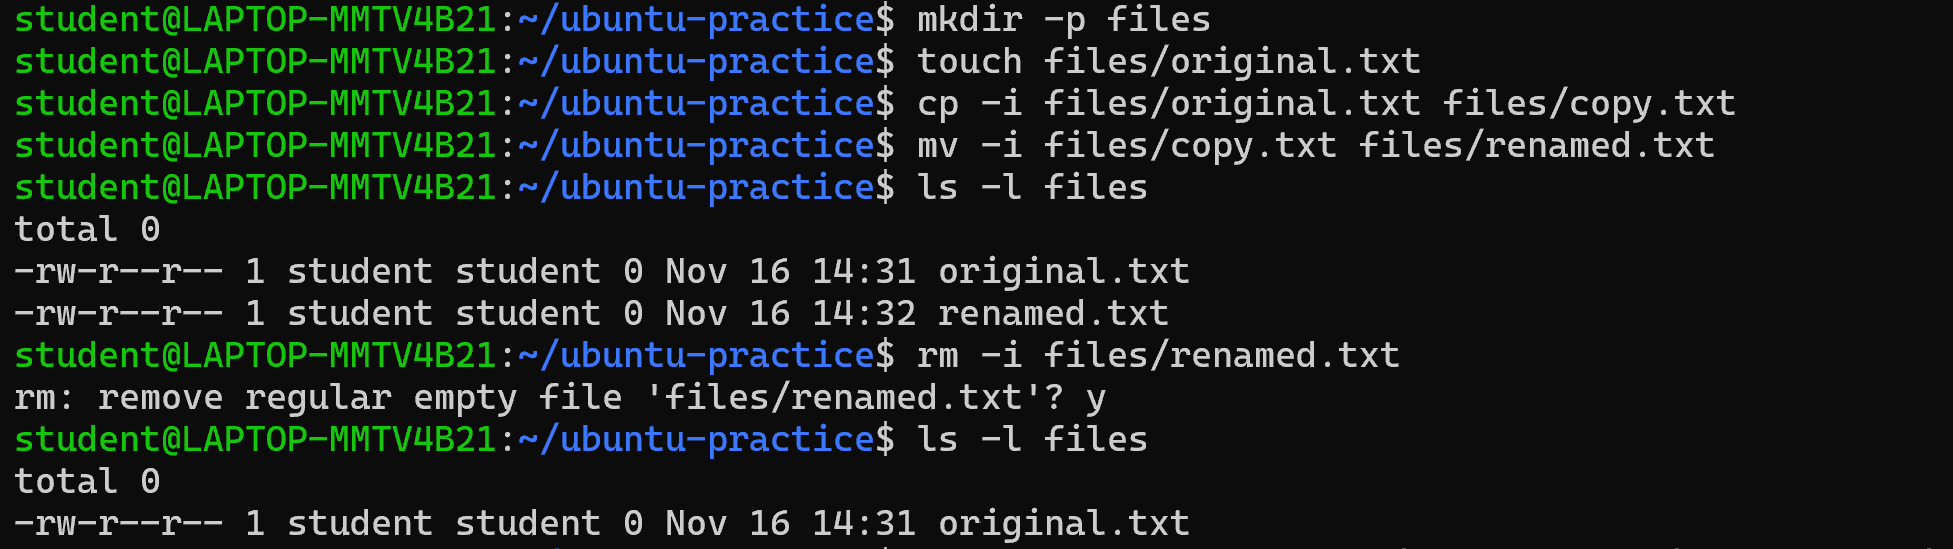 student@LAPTOP-MMTV4B21:~/ubuntu-practice$ mkdir -p files
student@LAPTOP-MMTV4B21:~/ubuntu-practice$ touch files/original.txt
student@LAPTOP-MMTV4B21:~/ubuntu-practice$ cp -i files/original.txt files/copy.txt
student@LAPTOP-MMTV4B21:~/ubuntu-practice$ mv -i files/copy.txt files/renamed.txt
student@LAPTOP-MMTV4B21:~/ubuntu-practice$ ls -l files
total 0
-rw-r--r-- 1 student student 0 Nov 16 14:31 original.txt
-rw-r--r-- 1 student student 0 Nov 16 14:32 renamed.txt
student@LAPTOP-MMTV4B21:~/ubuntu-practice$ rm -i files/renamed.txt
rm: remove regular empty file 'files/renamed.txt'? y
student@LAPTOP-MMTV4B21:~/ubuntu-practice$ ls -l files
total 0
-rw-r--r-- 1 student student 0 Nov 16 14:31 original.txt